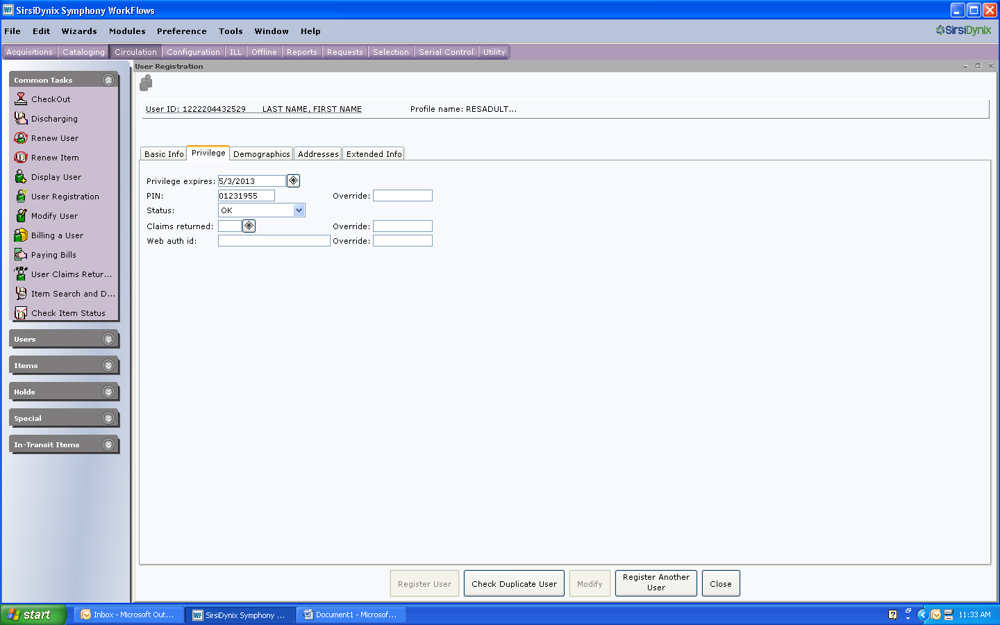 SirsiDynix Symphony WorkFlows
File Edit Wizards Modules Preference Tools Window Help
SirsiDynix
Acquisitions Cataloging Circulation Configuration ILL Offline Reports Requests Selection Serial Control Utility
User Registration
Common Tasks
CheckOut
Discharging
Renew User
Renew Item
Display User
User Registration
Modify User
Billing a User
Paying Bills
User Claims Retur...
Item Search and D...
Check Item Status
Users
Items
Holds
Special
In-Transit Items
User ID: 1222204432529 LAST NAME, FIRST NAME Profile name: RESADULT...
Basic Info Privilege Demographics Addresses Extended Info
Privilege expires: 5/3/2013
PIN: 01231955 Override:
Status: OK
Claims returned: Override:
Web auth id: Override:
Register User Check Duplicate User Modify Register Another User Close
start Inbox - Microsoft Out... WF SirsiDynix Symphony ... Document1 - Microsof... 11:33 AM